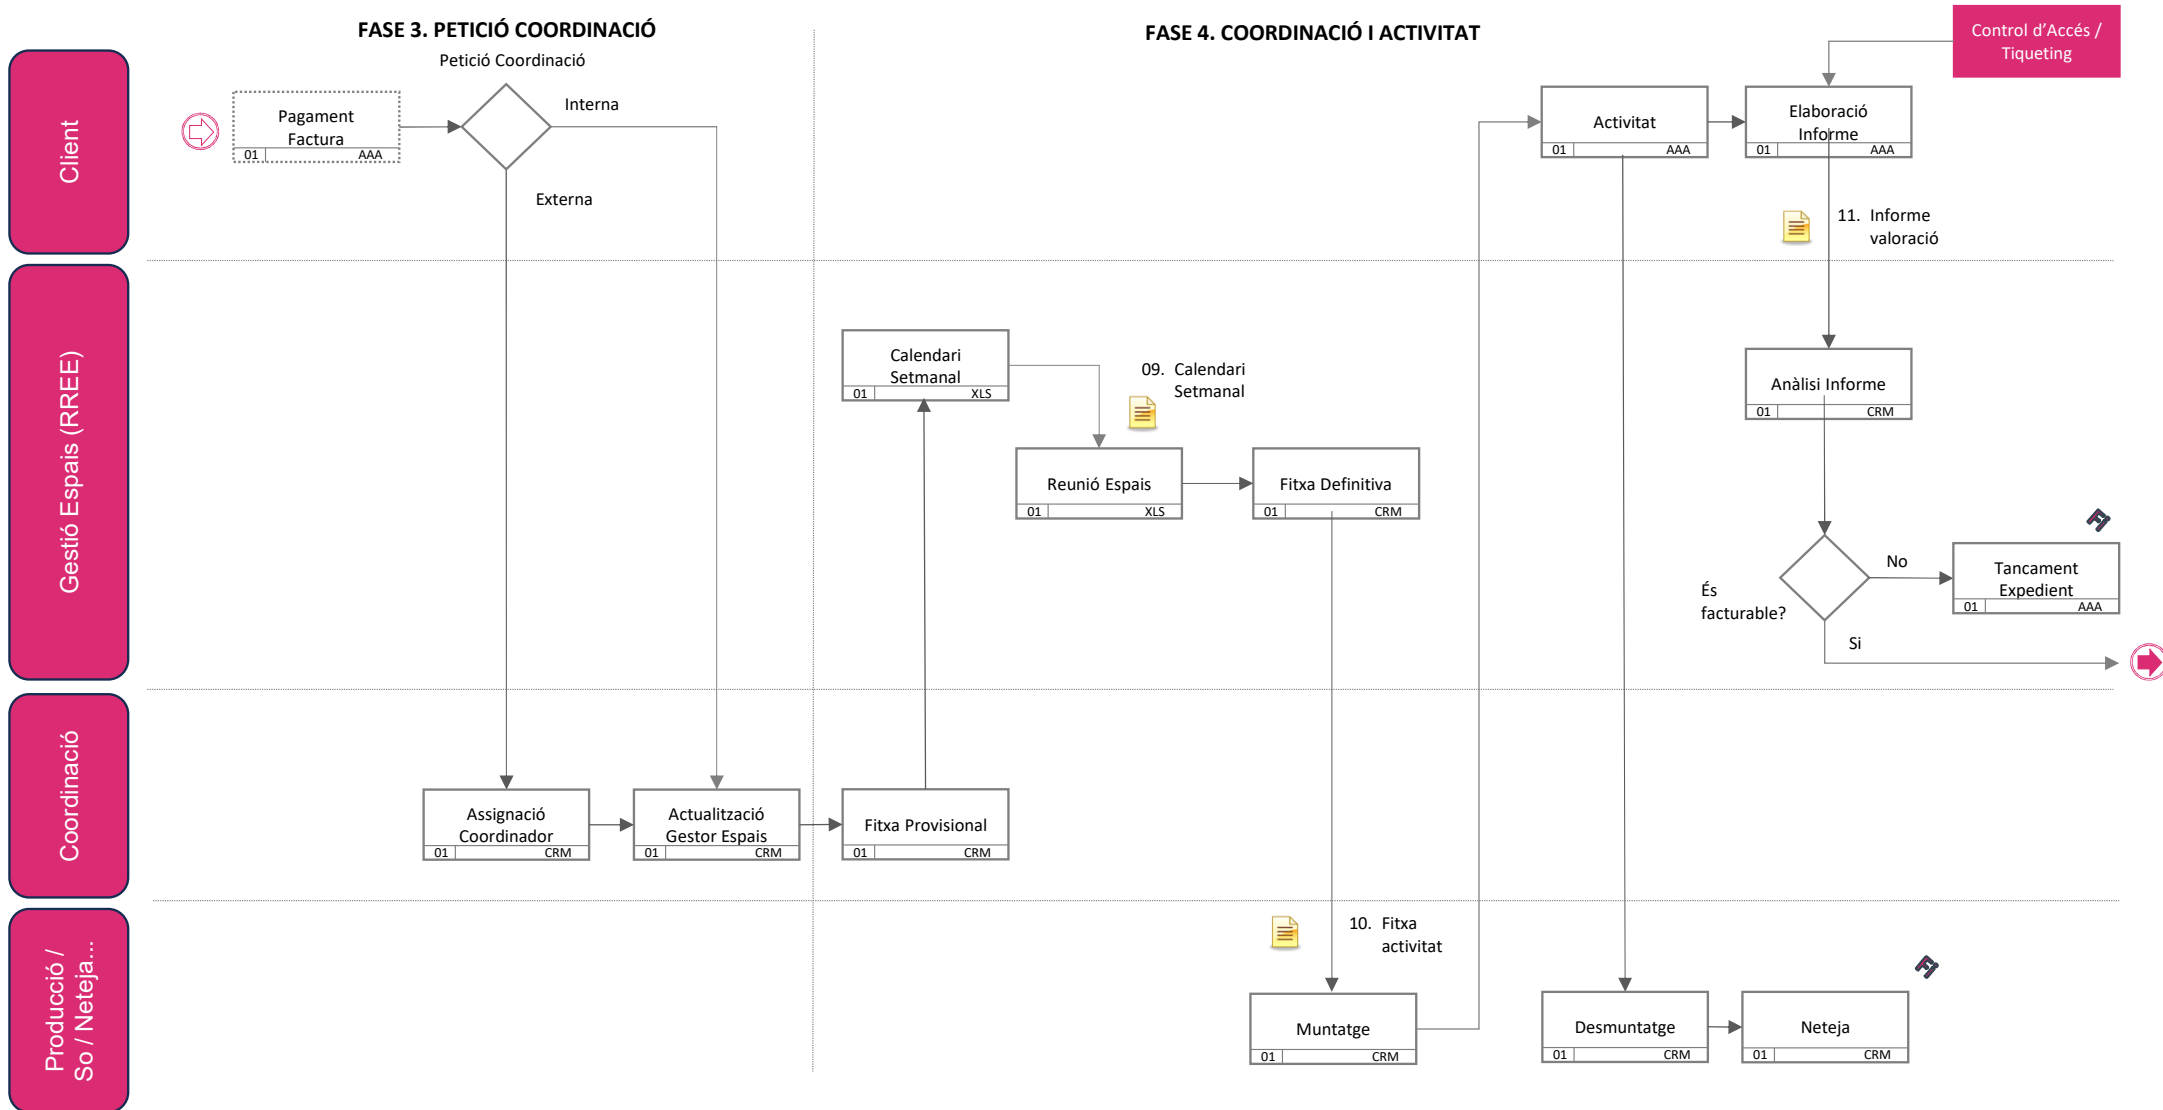 FASE 3. PETICIÓ COORDINACIÓ
FASE 4. COORDINACIÓ I ACTIVITAT
Control d'Accés /
Tiqueting
Client
Petició Coordinació
Pagament
Factura
01 AAA
Interna
Externa
Activitat
01 AAA
Elaboració
Informe
01 AAA
11. Informe
valoració
Gestió Espais (RREE)
Calendari
Setmanal
01 XLS
09. Calendari
Setmanal
Reunió Espais
01 XLS
Fitxa Definitiva
01 CRM
Anàlisi Informe
01 CRM
És
facturable?
No
Si
Tancament
Expedient
01 AAA
Coordinació
Assignació
Coordinador
01 CRM
Actualització
Gestor Espais
01 CRM
Fitxa Provisional
01 CRM
Producció /
So / Neteja...
10. Fitxa
activitat
Muntatge
01 CRM
Desmuntatge
01 CRM
Neteja
01 CRM